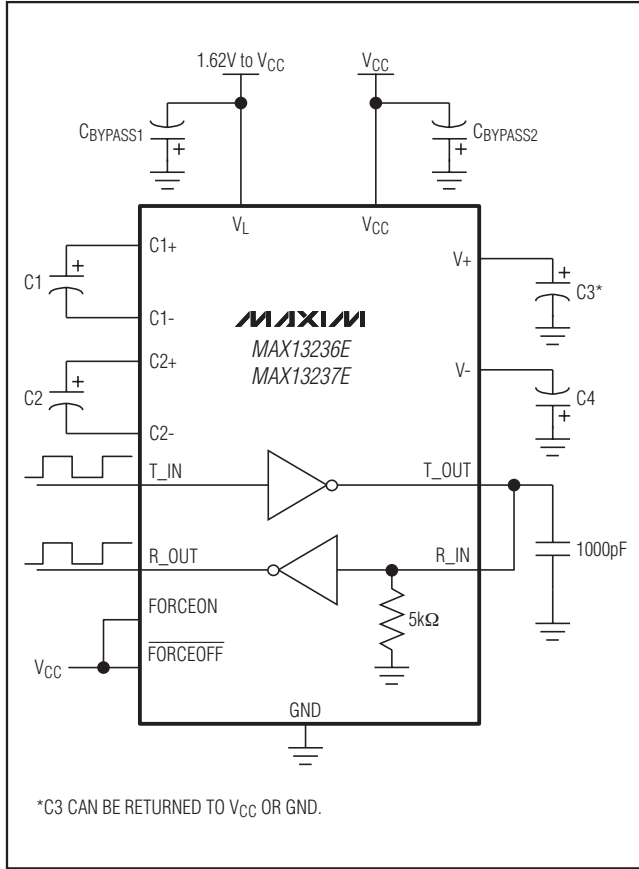 1.62V to VCC
VCC
CBYPASS1
+
CBYPASS2
+
VL
VCC
C1+
C1
+
C1-
V+
+
C3*
MAXIM
MAX13236E
MAX13237E
C2+
C2
+
C2-
V-
C4
+
T_IN
T_OUT
R_OUT
R_IN
1000pF
5kΩ
FORCEON
FORCEOFF
VCC
GND
*C3 CAN BE RETURNED TO VCC OR GND.